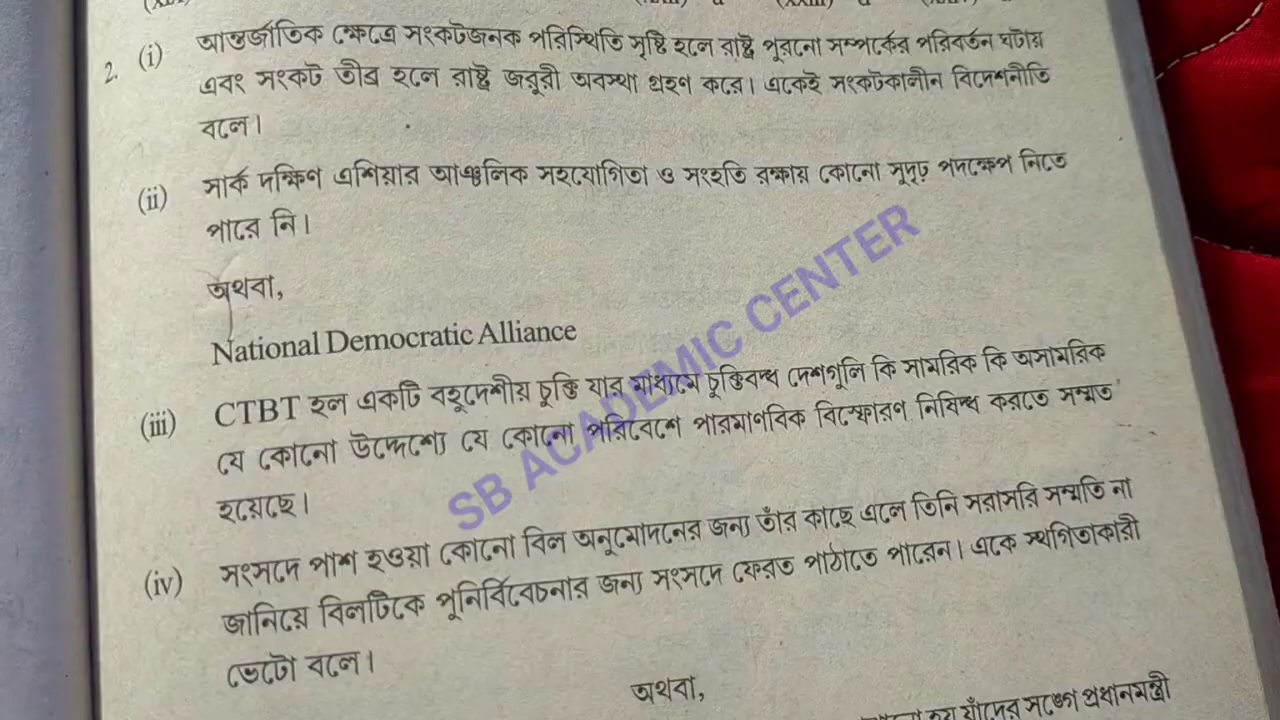 2. (i) আন্তর্জাতিক ক্ষেত্রে সংকটজনক পরিস্থিতি সৃষ্টি হলে রাষ্ট্র পুরনো সম্পর্কের পরিবর্তন ঘটায়
এবং সংকট তীব্র হলে রাষ্ট্র জরুরী অবস্থা গ্রহণ করে। একেই সংকটকালীন বিদেশনীতি
বলে।
(ii) সার্ক দক্ষিণ এশিয়ার আঞ্চলিক সহযোগিতা ও সংহতি রক্ষায় কোনো সুদৃঢ় পদক্ষেপ নিতে
পারে নি।
অথবা,
National Democratic Alliance
(iii) CTBT হল একটি বহুদেশীয় চুক্তি যার মাধ্যমে চুক্তিবদ্ধ দেশগুলি কি সামরিক কি অসামরিক
যে কোনো উদ্দেশ্যে যে কোনো পরিবেশে পারমাণবিক বিস্ফোরণ নিষিদ্ধ করতে সম্মত
হয়েছে।
(iv) সংসদে পাশ হওয়া কোনো বিল অনুমোদনের জন্য তাঁর কাছে এলে তিনি সরাসরি সম্মতি না
জানিয়ে বিলটিকে পুনির্বিবেচনার জন্য সংসদে ফেরত পাঠাতে পারেন। একে স্থগিতাকারী
ভেটো বলে।
অথবা,
যাঁদের সঙ্গে প্রধানমন্ত্রী
SB ACADEMIC CENTER